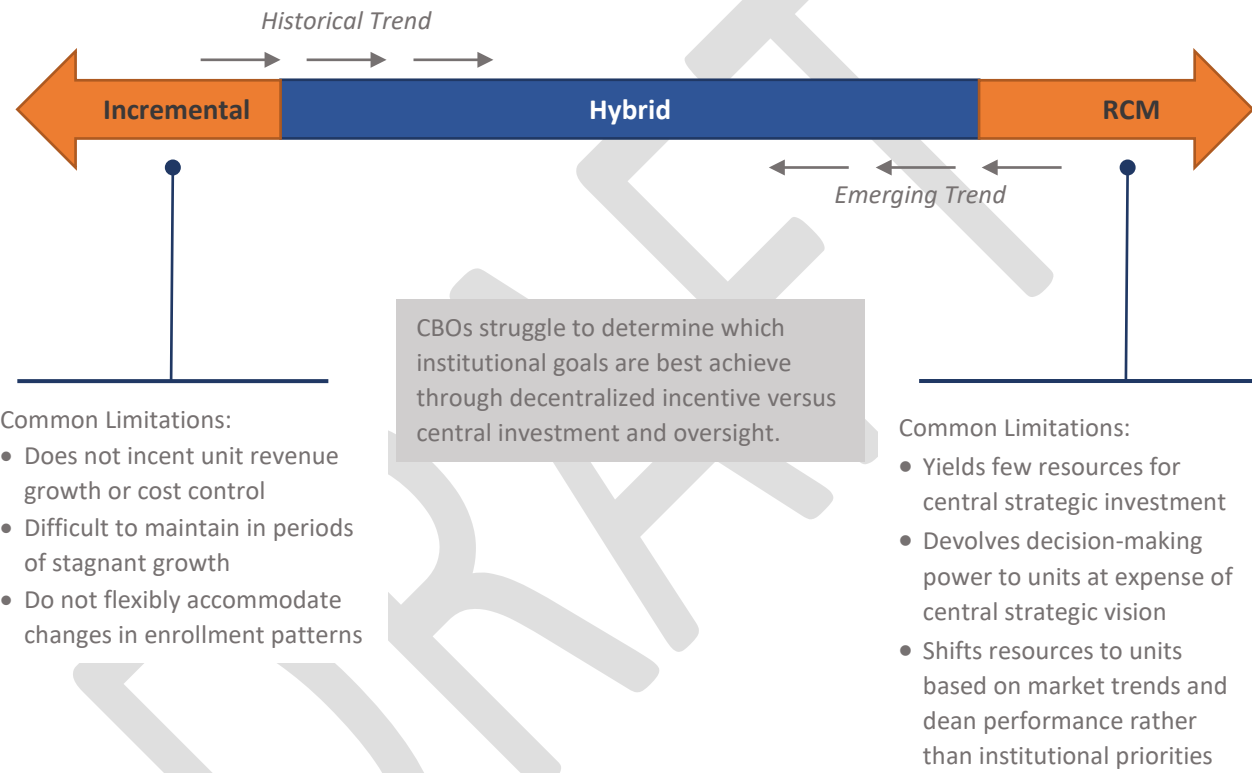 Historical Trend
Incremental
Hybrid
RCM
Emerging Trend
CBOs struggle to determine which
institutional goals are best achieve
through decentralized incentive versus
central investment and oversight.
Common Limitations:
• Does not incent unit revenue
growth or cost control
• Difficult to maintain in periods
of stagnant growth
• Do not flexibly accommodate
changes in enrollment patterns
Common Limitations:
• Yields few resources for
central strategic investment
• Devolves decision-making
power to units at expense of
central strategic vision
• Shifts resources to units
based on market trends and
dean performance rather
than institutional priorities
DRAFT